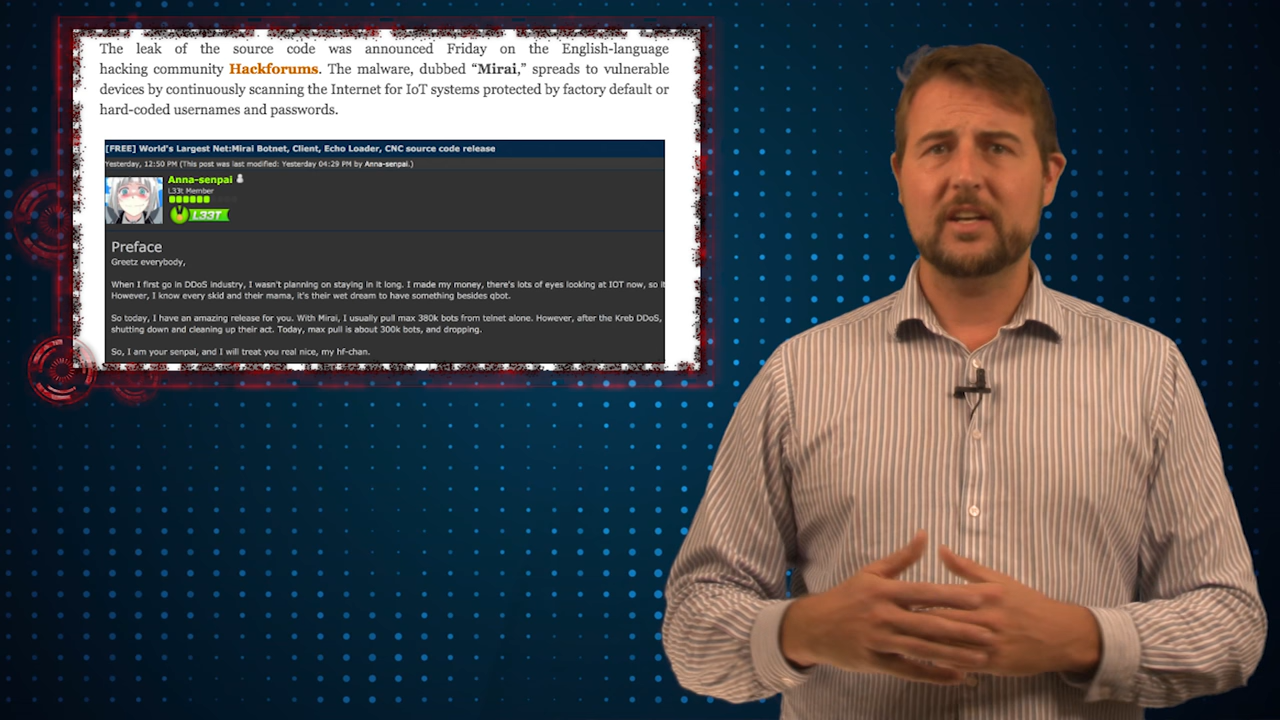 The leak of the source code was announced Friday on the English-language
hacking community Hackforums. The malware, dubbed “Mirai,” spreads to vulnerable
devices by continuously scanning the Internet for IoT systems protected by factory default or
hard-coded usernames and passwords.
[FREE] World's Largest Net:Mirai Botnet, Client, Echo Loader, CNC source code release
Yesterday, 12:50 PM (This post was last modified: Yesterday 04:29 PM by Anna-senpai.)
Anna-senpai
L33t Member
L33T
Preface
Greetz everybody,
When I first go in DDoS industry, I wasn't planning on staying in it long. I made my money, there's lots of eyes looking at IOT now, so it
However, I know every skid and their mama, it's their wet dream to have something besides qbot.
So today, I have an amazing release for you. With Mirai, I usually pull max 380k bots from telnet alone. However, after the Kreb DDoS,
shutting down and cleaning up their act. Today, max pull is about 300k bots, and dropping.
So, I am your senpai, and I will treat you real nice, my hf-chan.